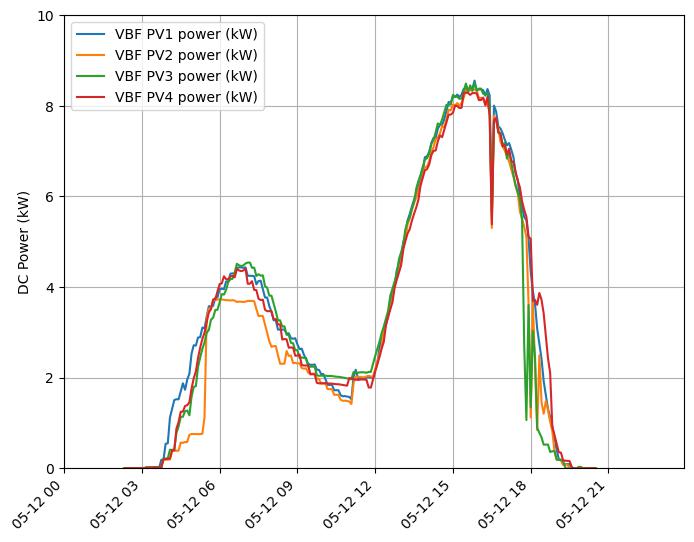 10
VBF PV1 power (kW)
VBF PV2 power (kW)
VBF PV3 power (kW)
VBF PV4 power (kW)
8
6
4
2
0
DC Power (kW)
05-12 00
05-12 03
05-12 06
05-12 09
05-12 12
05-12 15
05-12 18
05-12 21